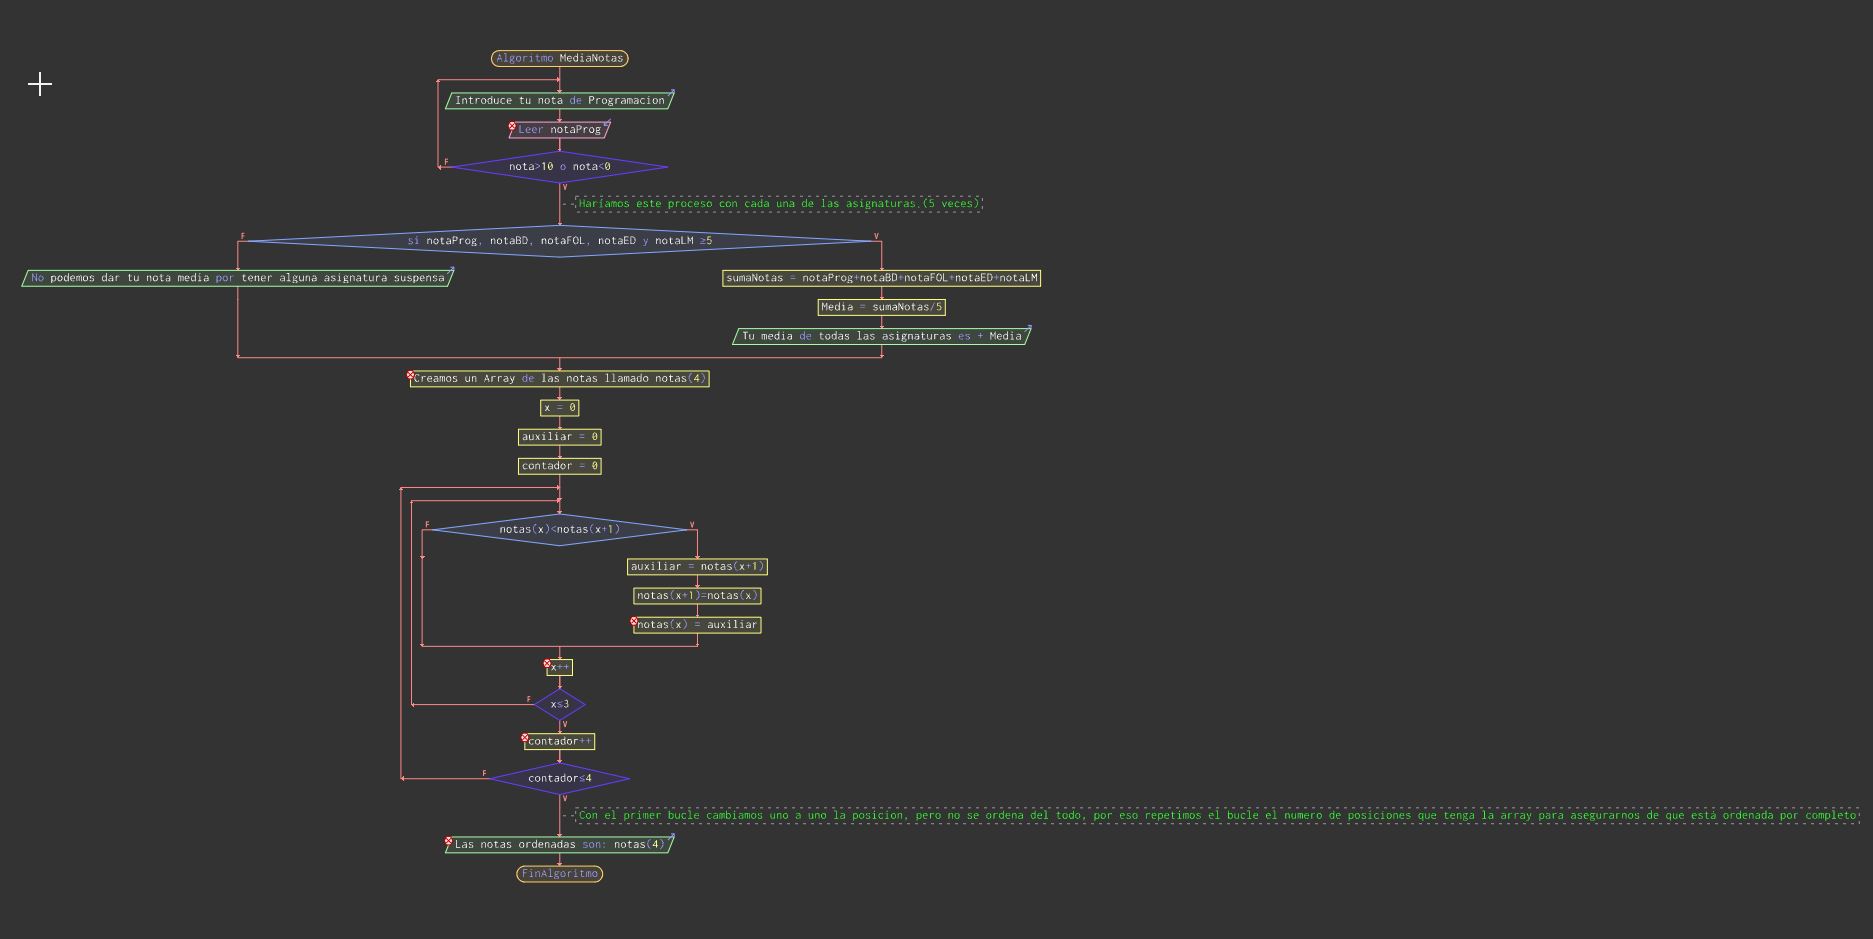 Algoritmo MediaNotas
Introduce tu nota de Programacion
Leer notaProg
nota>10 o nota<0
F
V
Haríamos este proceso con cada una de las asignaturas.(5 veces)
si notaProg, notaBD, notaFOL, notaED y notaLM ≥5
F
V
No podemos dar tu nota media por tener alguna asignatura suspensa
sumaNotas = notaProg+notaBD+notaFOL+notaED+notaLM
Media = sumaNotas/5
Tu media de todas las asignaturas es + Media
Creamos un Array de las notas llamado notas(4)
x = 0
auxiliar = 0
contador = 0
notas(x)<notas(x+1)
F
V
auxiliar = notas(x+1)
notas(x+1)=notas(x)
notas(x) = auxiliar
x++
x≤3
F
V
contador++
contador≤4
F
V
Con el primer bucle cambiamos uno a uno la posicion, pero no se ordena del todo, por eso repetimos el bucle el numero de posiciones que tenga la array para asegurarnos de que está ordenada por completo
Las notas ordenadas son: notas(4)
FinAlgoritmo